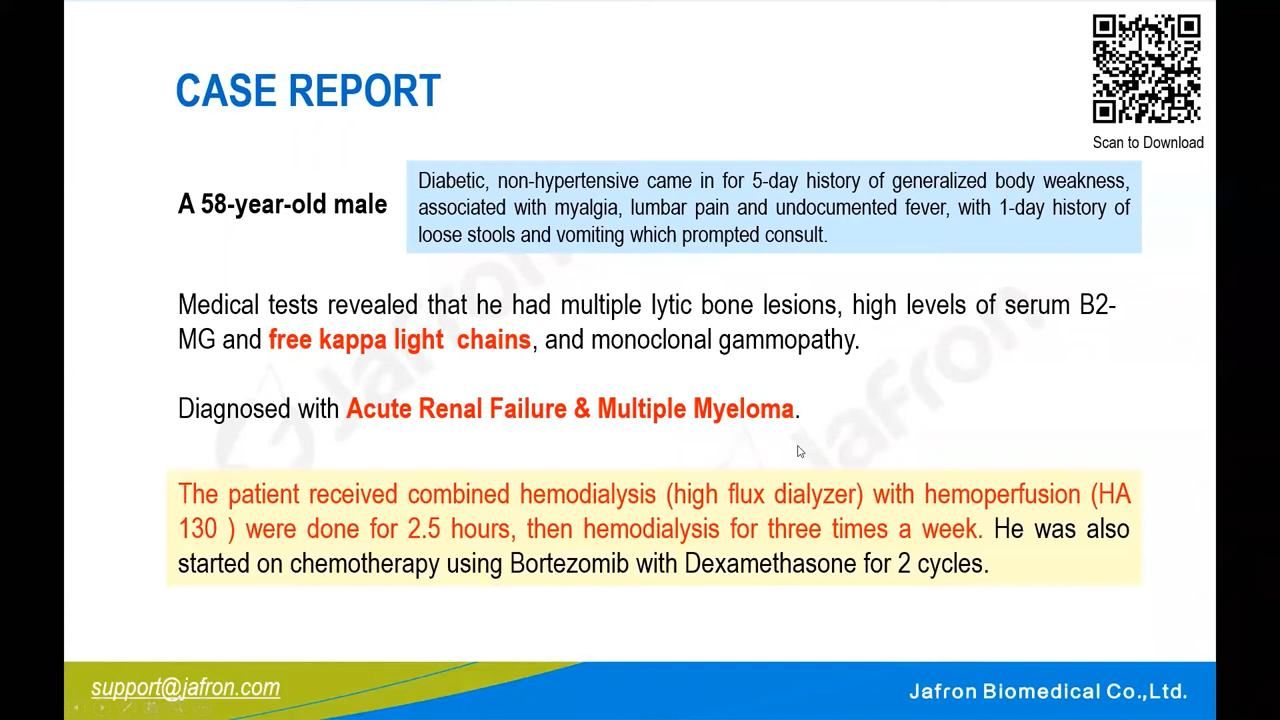 CASE REPORT
Scan to Download
A 58-year-old male
Diabetic, non-hypertensive came in for 5-day history of generalized body weakness,
associated with myalgia, lumbar pain and undocumented fever, with 1-day history of
loose stools and vomiting which prompted consult.
Medical tests revealed that he had multiple lytic bone lesions, high levels of serum B2-
MG and free kappa light chains, and monoclonal gammopathy.
Diagnosed with Acute Renal Failure & Multiple Myeloma.
The patient received combined hemodialysis (high flux dialyzer) with hemoperfusion (HA
130 ) were done for 2.5 hours, then hemodialysis for three times a week. He was also
started on chemotherapy using Bortezomib with Dexamethasone for 2 cycles.
Jafron
Jafron
support@jafron.com
Jafron Biomedical Co.,Ltd.